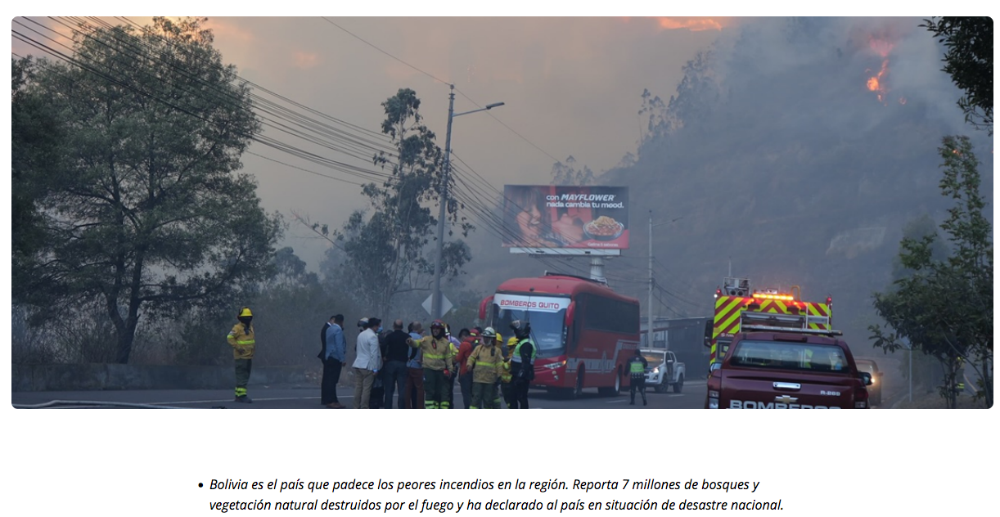 con MAYFLOWER
nada cambia tu mood.
BOMBEROS QUITO
BOMBEROS
Bolivia es el país que padece los peores incendios en la región. Reporta 7 millones de bosques y
vegetación natural destruidos por el fuego y ha declarado al país en situación de desastre nacional.